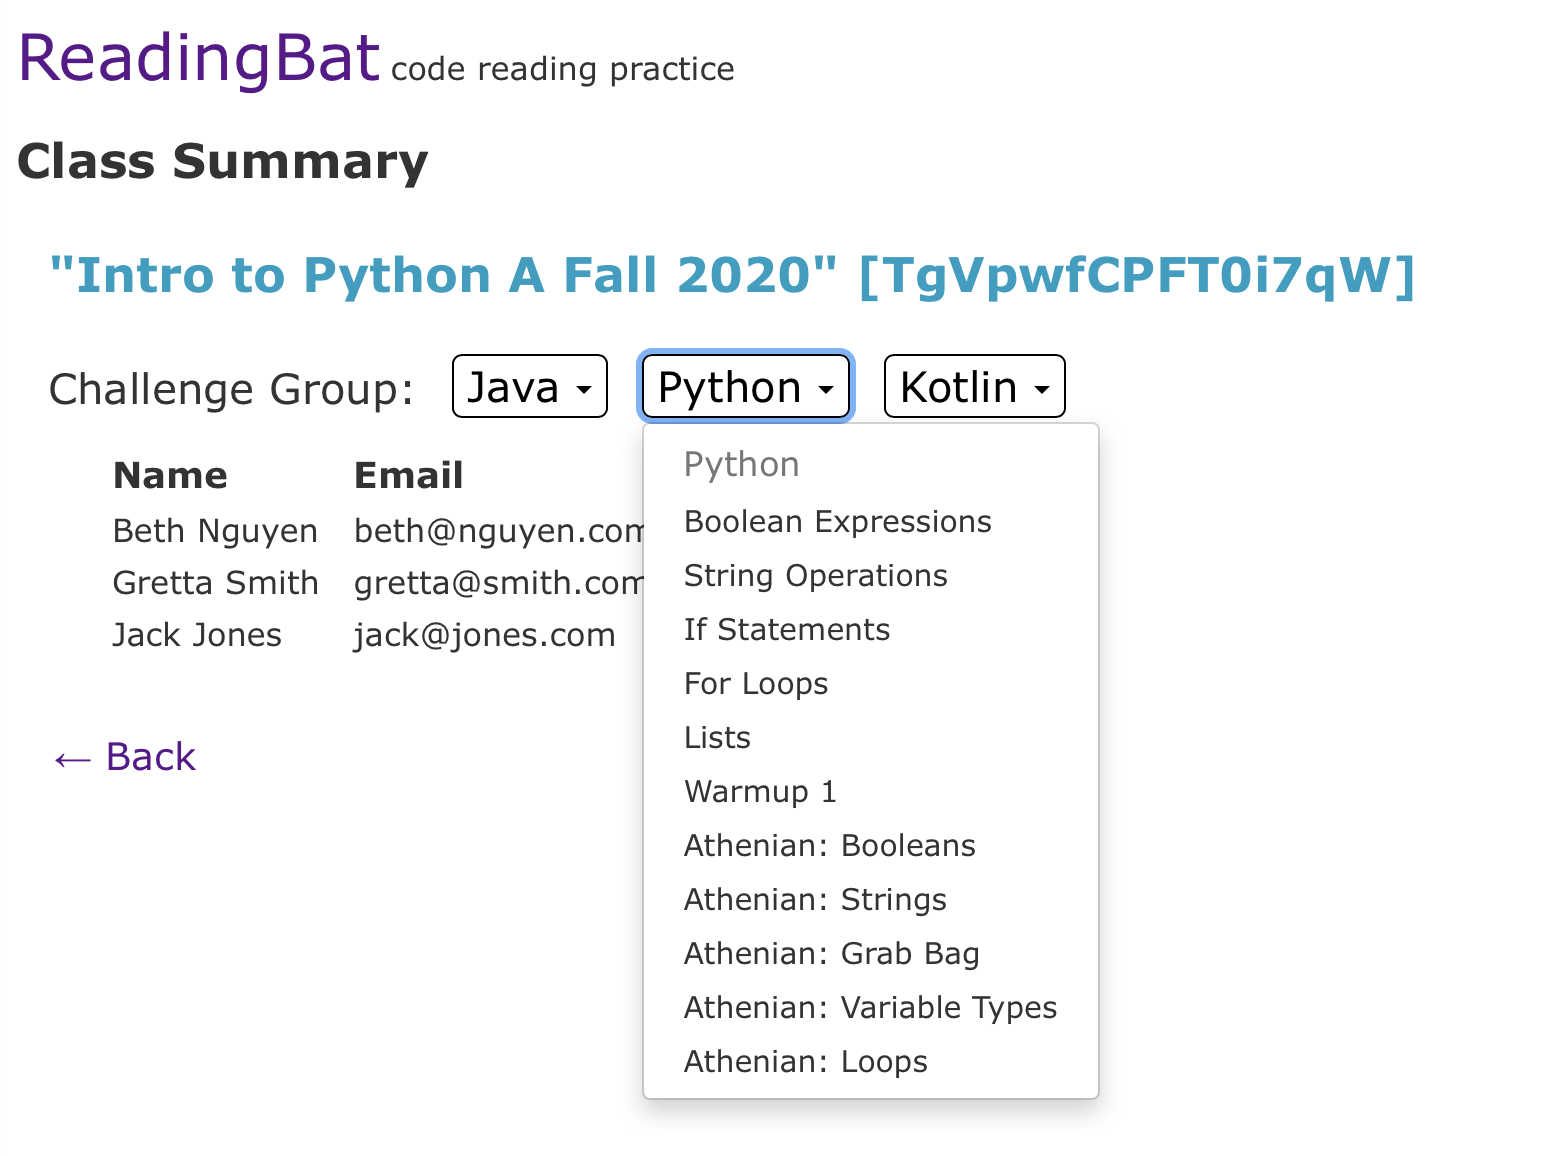 ReadingBat code reading practice
Class Summary
"Intro to Python A Fall 2020" [TgVpwfCPFT0i7qW]
Challenge Group: Java Python Kotlin
Name Email
Beth Nguyen beth@nguyen.com
Gretta Smith gretta@smith.com
Jack Jones jack@jones.com
← Back
Python
Boolean Expressions
String Operations
If Statements
For Loops
Lists
Warmup 1
Athenian: Booleans
Athenian: Strings
Athenian: Grab Bag
Athenian: Variable Types
Athenian: Loops